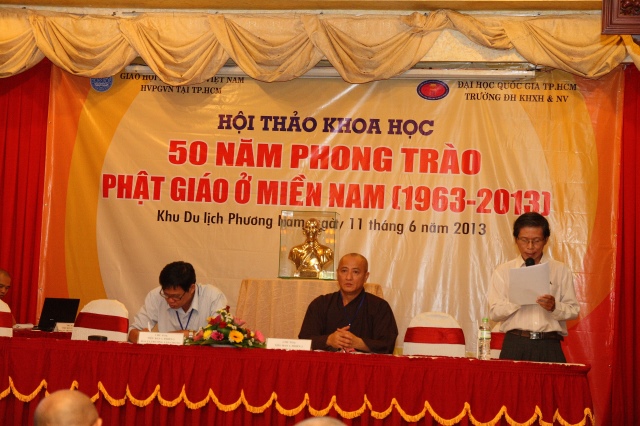 GIÁO HỘI VIỆT NAM
HVPGVN TẠI TP.HCM
ĐẠI HỌC QUỐC GIA TP.HCM
TRƯỜNG ĐH KHXH & NV
HỘI THẢO KHOA HỌC
50 NĂM PHONG TRÀO
PHẬT GIÁO Ở MIỀN NAM (1963-2013)
Khu Du lịch Phương Nam, ngày 11 tháng 6 năm 2013